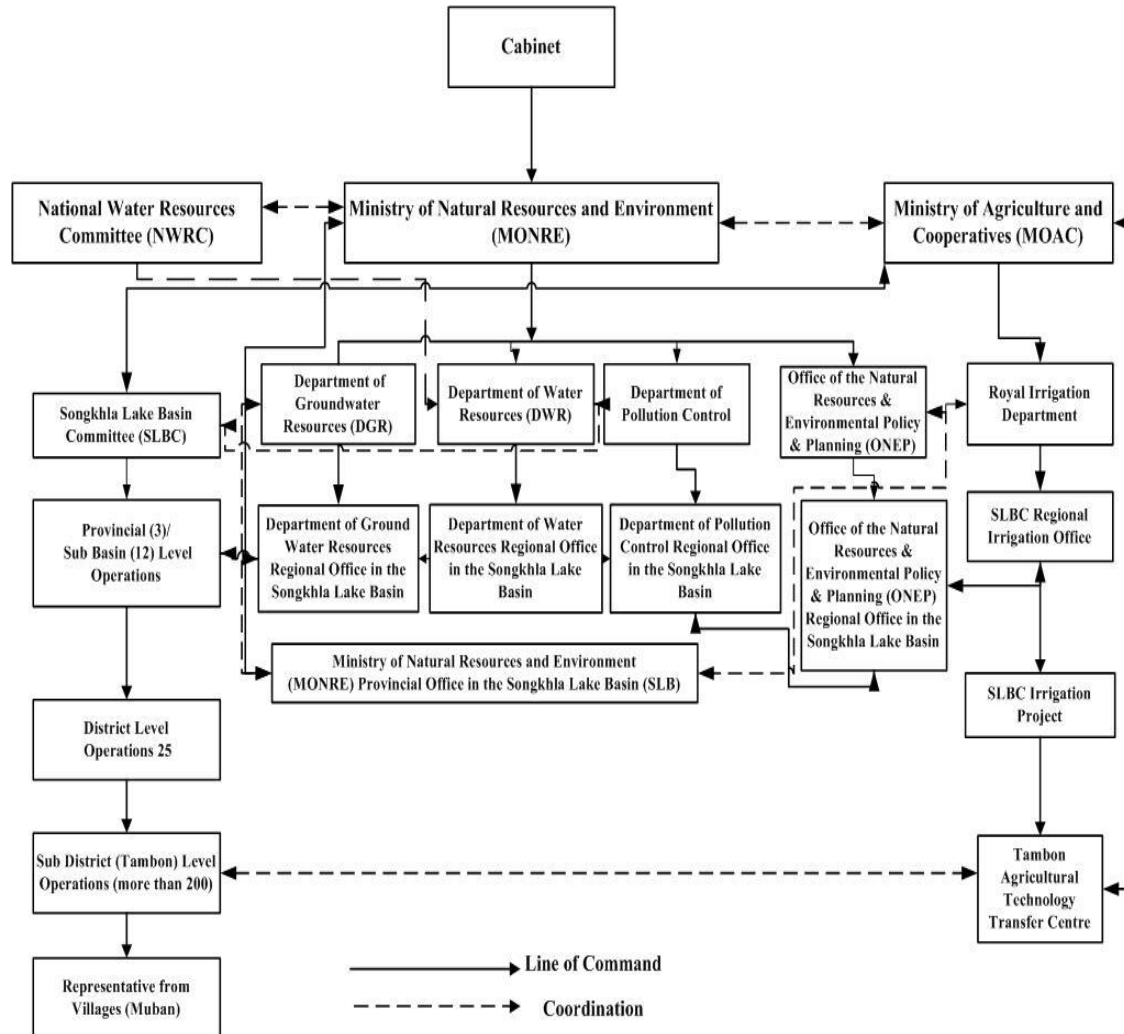 Cabinet
National Water Resources
Committee (NWRC)
Ministry of Natural Resources and Environment
(MONRE)
Ministry of Agriculture and
Cooperatives (MOAC)
Songkhla Lake Basin
Committee (SLBC)
Department of
Groundwater
Resources (DGR)
Department of Water
Resources (DWR)
Department of
Pollution Control
Office of the Natural
Resources &
Environmental Policy
& Planning (ONEP)
Royal Irrigation
Department
Provincial (3)/
Sub Basin (12) Level
Operations
Department of Ground
Water Resources
Regional Office in the
Songkhla Lake Basin
Department of Water
Resources Regional Office
in the Songkhla Lake
Basin
Department of Pollution
Control Regional Office
in the Songkhla Lake
Basin
Office of the Natural
Resources &
Environmental Policy
& Planning (ONEP)
Regional Office in the
Songkhla Lake Basin
SLBC Regional
Irrigation Office
Ministry of Natural Resources and Environment
(MONRE) Provincial Office in the Songkhla Lake Basin (SLB)
District Level
Operations 25
SLBC Irrigation
Project
Sub District (Tambon) Level
Operations (more than 200)
Tambon
Agricultural
Technology
Transfer Centre
Representative from
Villages (Muban)
Line of Command
Coordination